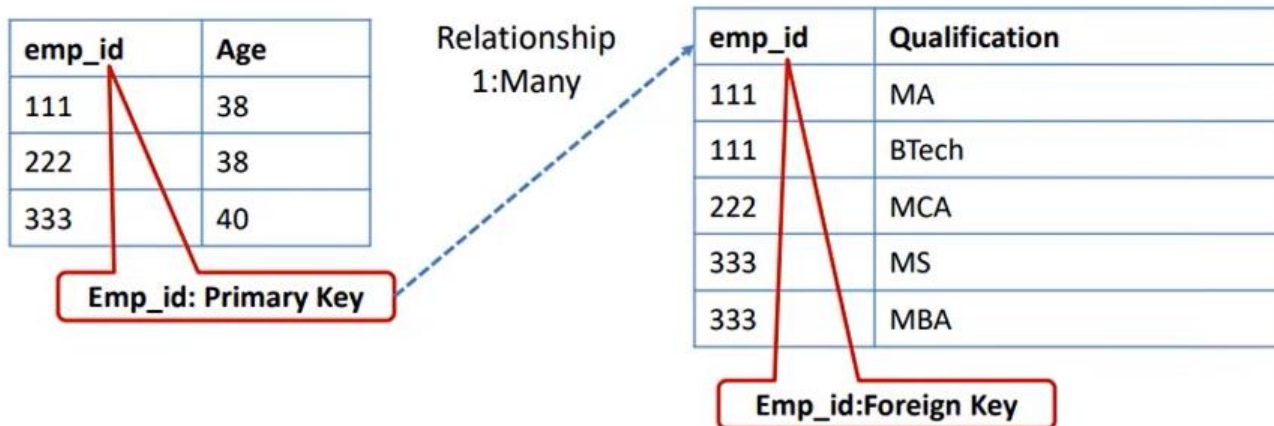 emp_id Age
111 38
222 38
333 40
Emp_id: Primary Key
Relationship
1:Many
emp_id Qualification
111 MA
111 BTech
222 MCA
333 MS
333 MBA
Emp_id:Foreign Key